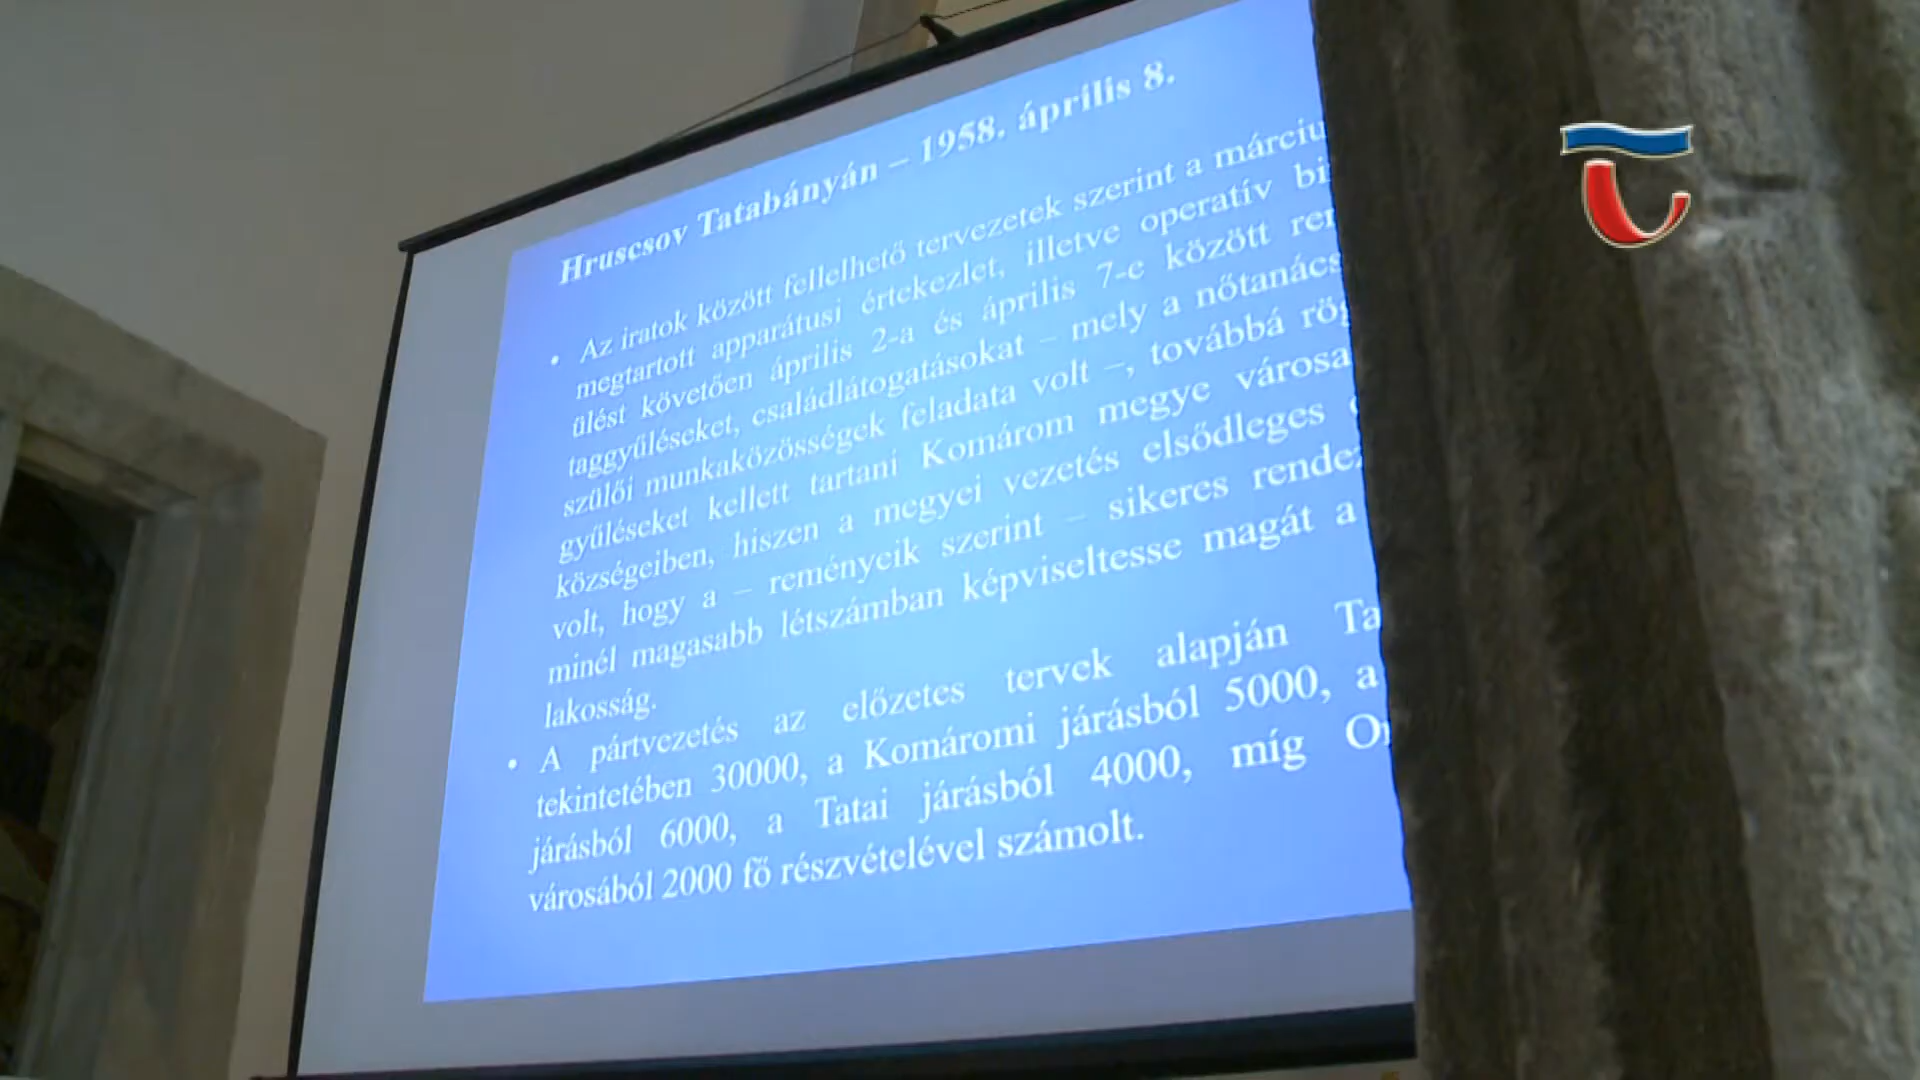 Hruscsov Tatabányán – 1958. április 8.
• Az iratok között fellelhető tervezetek szerint a márciu
megtartott apparátusi értekezlet, illetve operatív bi
ülést követően április 2-a és április 7-e között ren
taggyűléseket, családlátogatásokat – mely a nőtanács
szülői munkaközösségek feladata volt –, továbbá rög
gyűléseket kellett tartani Komárom megye városa
községeiben, hiszen a megyei vezetés elsődleges
volt, hogy a – reményeik szerint – sikeres rendez
minél magasabb létszámban képviseltesse magát a
lakosság.
• A pártvezetés az előzetes tervek alapján Ta
tekintetében 30000, a Komáromi járásból 5000, a
járásból 6000, a Tatai járásból 4000, míg
városából 2000 fő részvételével számolt.